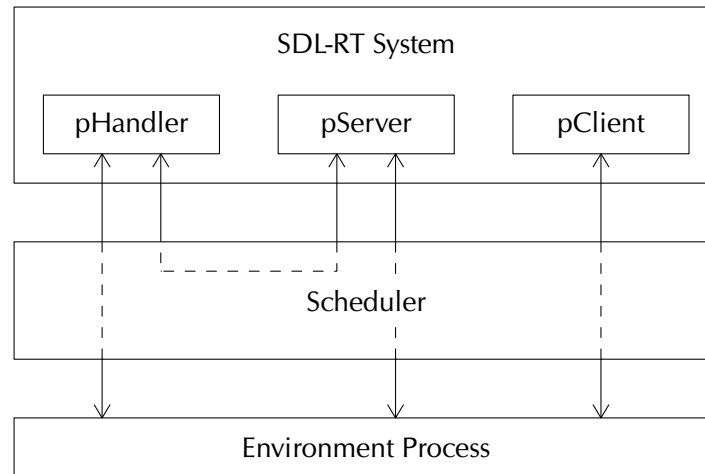 SDL-RT System
pHandler
pServer
pClient
Scheduler
Environment Process